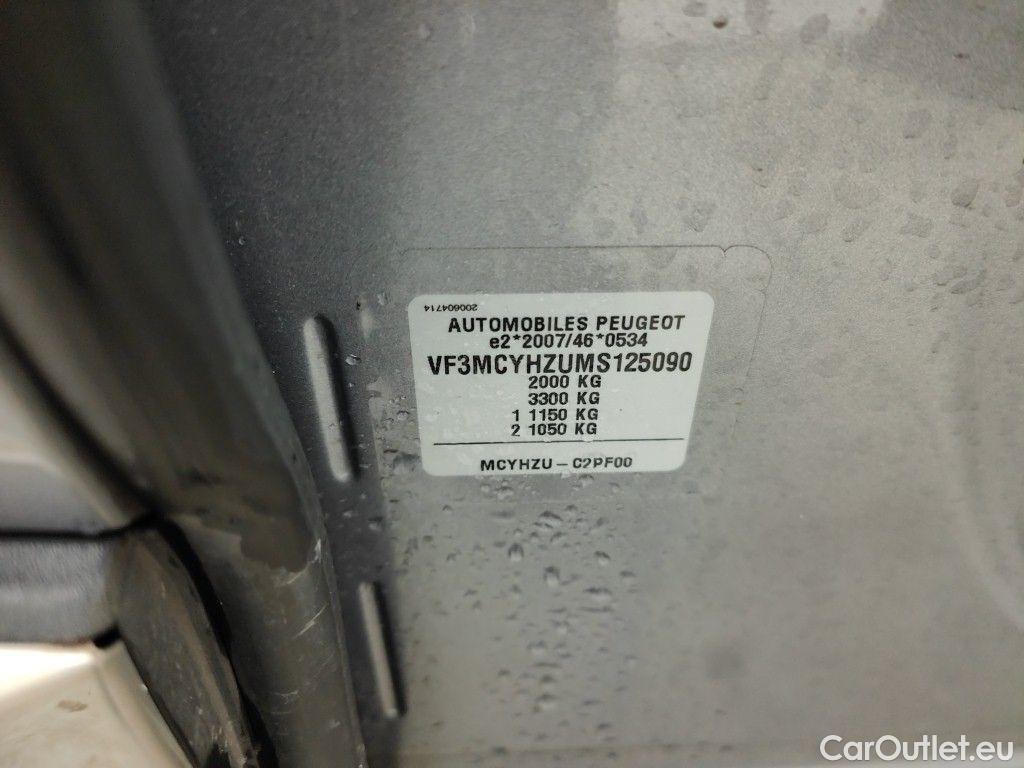 200604714
AUTOMOBILES PEUGEOT
e2*2007/46*0534
VF3MCYHZUMS125090
2000 KG
3300 KG
1 1150 KG
2 1050 KG
MCYHZU – C2PF00
CarOutlet.eu